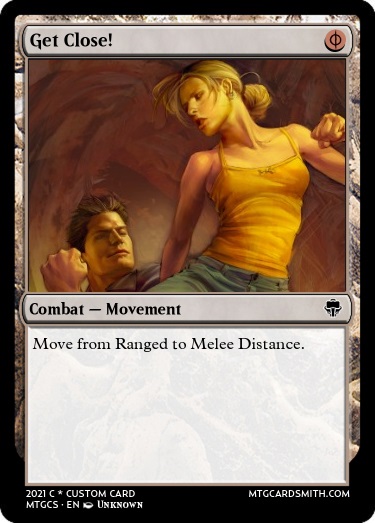 Get Close!
Combat — Movement
Move from Ranged to Melee Distance.
2021 C * CUSTOM CARD
MTGCS • EN Unknown
MTGCARDSMITH.COM